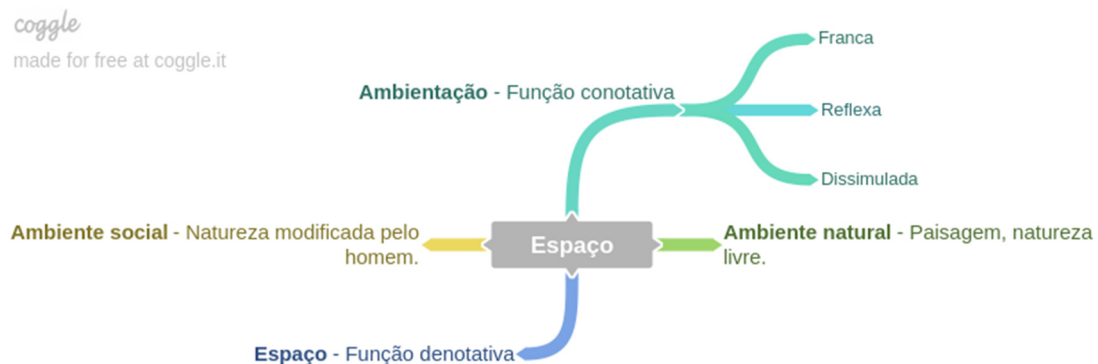 coggle
made for free at coggle.it
Franca
Ambientação - Função conotativa
Reflexa
Dissimulada
Ambiente social - Natureza modificada pelo
homem.
Espaço
Ambiente natural - Paisagem, natureza
livre.
Espaço - Função denotativa